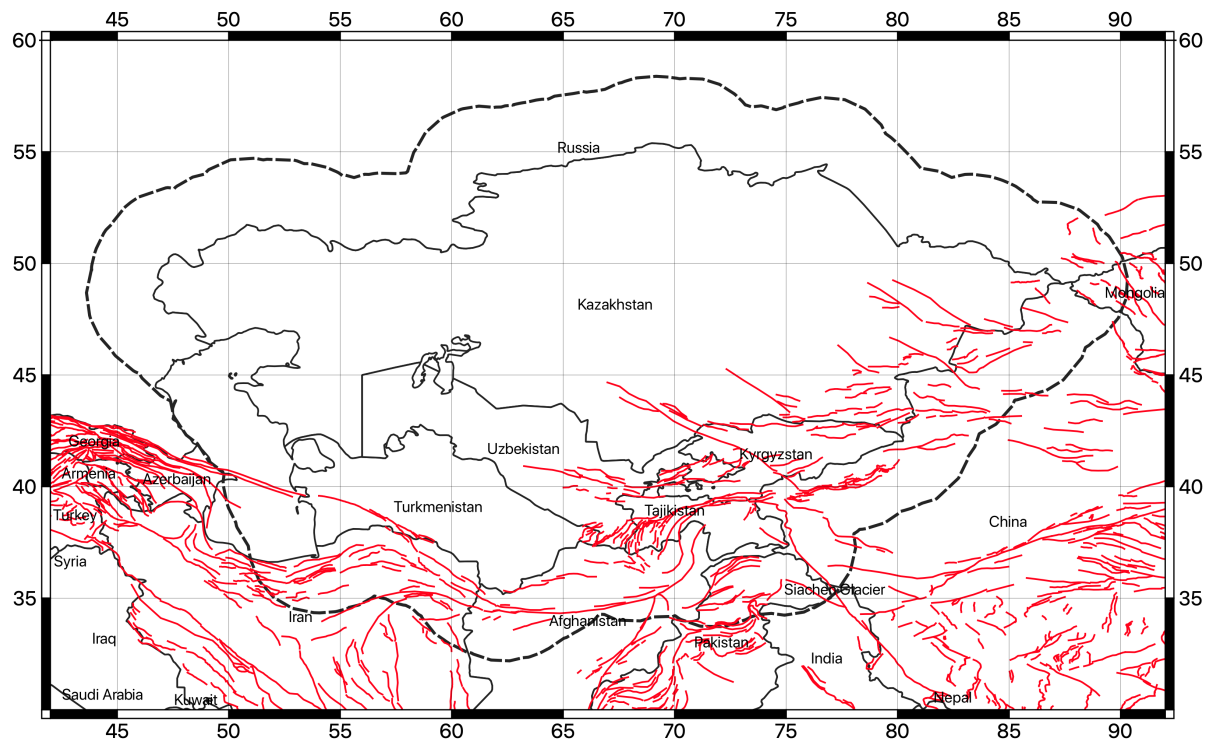 45 50 55 60 65 70 75 80 85 90
60 60
55 Russia 55
50 50
Mongolia
Kazakhstan
45 45
Georgia
Uzbekistan Kyrgyzstan
Armenia Azerbaijan
40 40
Turkmenistan Tajikistan
Turkey China
Syria
Siachen Glacier
35 35
Iran Afghanistan
Iraq Pakistan
India
Saudi Arabia Kuwait Nepal
45 50 55 60 65 70 75 80 85 90